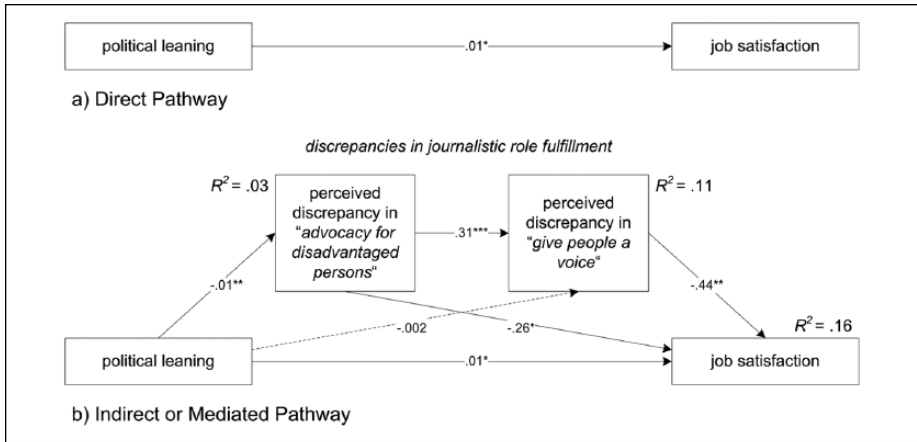 political leaning
.01*
job satisfaction
a) Direct Pathway
discrepancies in journalistic role fulfillment
R² = .03
perceived
discrepancy in
“advocacy for
disadvantaged
persons“
.31***
perceived
discrepancy in
“give people a
voice“
R² = .11
-.01**
-.002
-.26*
-.44**
R² = .16
political leaning
.01*
job satisfaction
b) Indirect or Mediated Pathway